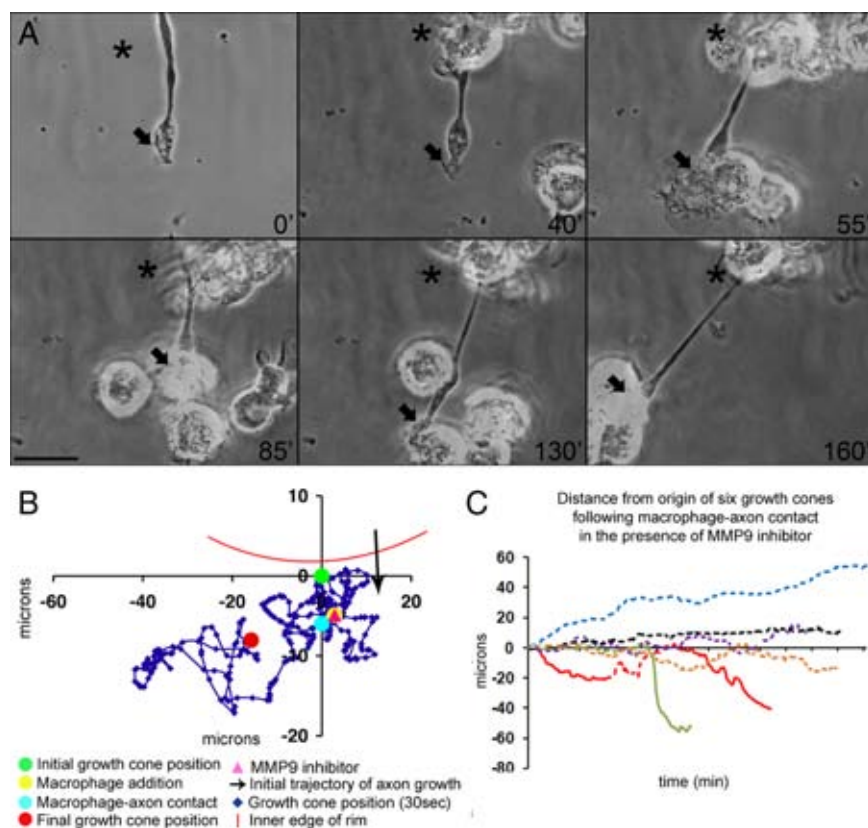 A
*
*
*
0'
40'
55'
*
*
*
85'
130'
160'
B
10
0
-60
-40
-20
20
microns
-10
microns
-20
Initial growth cone position
Macrophage addition
Macrophage-axon contact
Final growth cone position
MMP9 inhibitor
Initial trajectory of axon growth
Growth cone position (30sec)
Inner edge of rim
C
Distance from origin of six growth cones
following macrophage-axon contact
in the presence of MMP9 inhibitor
60
40
20
0
-20
-40
-60
-80
microns
time (min)